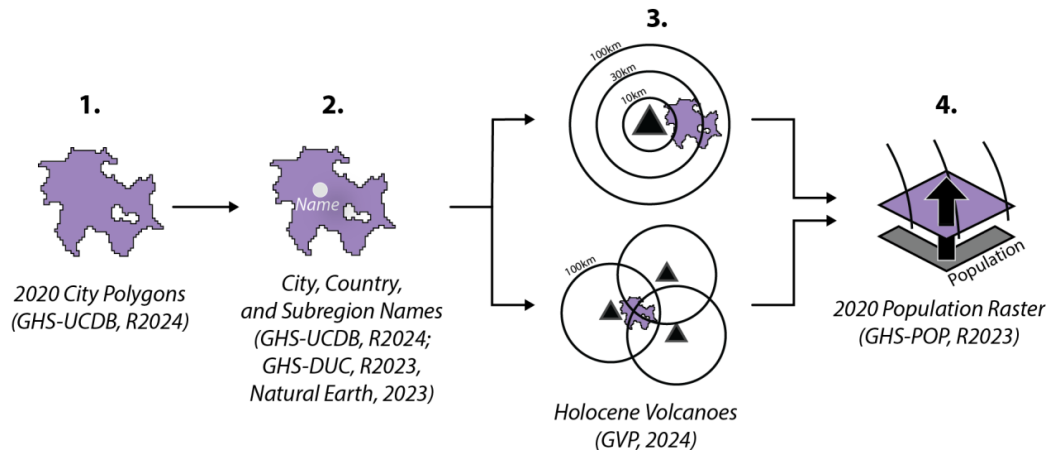 1.
2020 City Polygons
(GHS-UCDB, R2024)
2.
Name
City, Country,
and Subregion Names
(GHS-UCDB, R2024;
GHS-DUC, R2023,
Natural Earth, 2023)
3.
100km
30km
10km
100km
Holocene Volcanoes
(GVP, 2024)
4.
Population
2020 Population Raster
(GHS-POP, R2023)